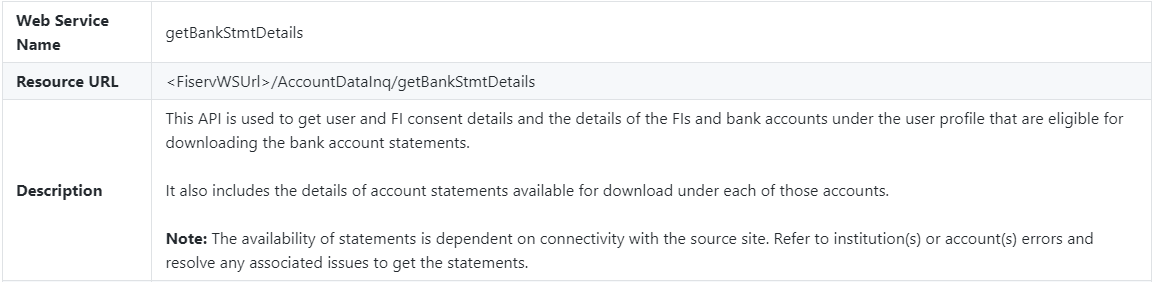 Web Service
Name
getBankStmtDetails
Resource URL
<FiservWSUrl>/AccountDataInq/getBankStmtDetails
Description
This API is used to get user and FI consent details and the details of the FIs and bank accounts under the user profile that are eligible for
downloading the bank account statements.
It also includes the details of account statements available for download under each of those accounts.
Note: The availability of statements is dependent on connectivity with the source site. Refer to institution(s) or account(s) errors and
resolve any associated issues to get the statements.